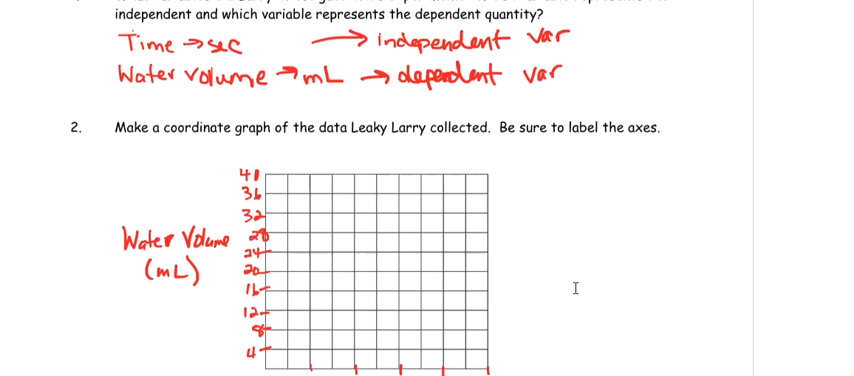 independent and which variable represents the dependent quantity?
Time → sec → independent var
Water volume → mL → dependent var
2. Make a coordinate graph of the data Leaky Larry collected. Be sure to label the axes.
40
36
32
Water Volume 28
24
(mL) 20
16
12
8
4